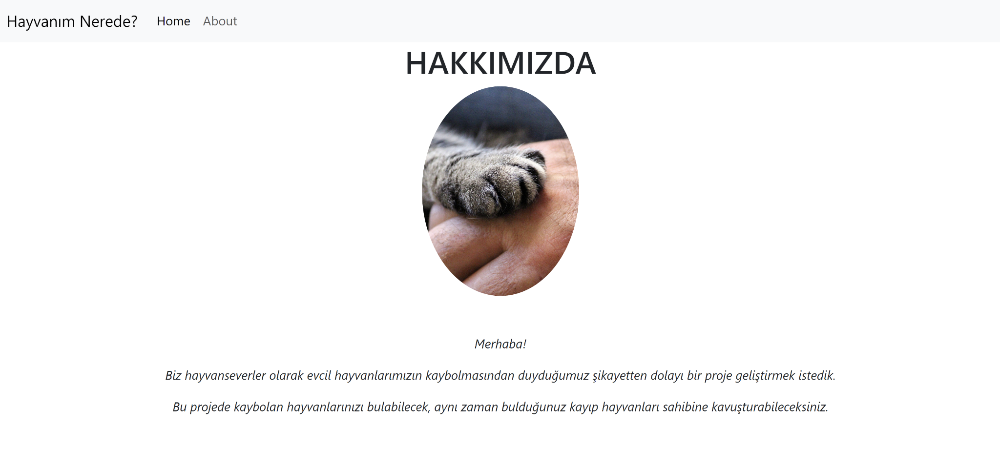 Hayvanım Nerede? Home About
HAKKIMIZDA
Merhaba!
Biz hayvanseverler olarak evcil hayvanlarımızın kaybolmasından duyduğumuz şikayetten dolayı bir proje geliştirmek istedik.
Bu projede kaybolan hayvanlarınızı bulabilecek, aynı zaman bulduğunuz kayıp hayvanları sahibine kavuşturabileceksiniz.